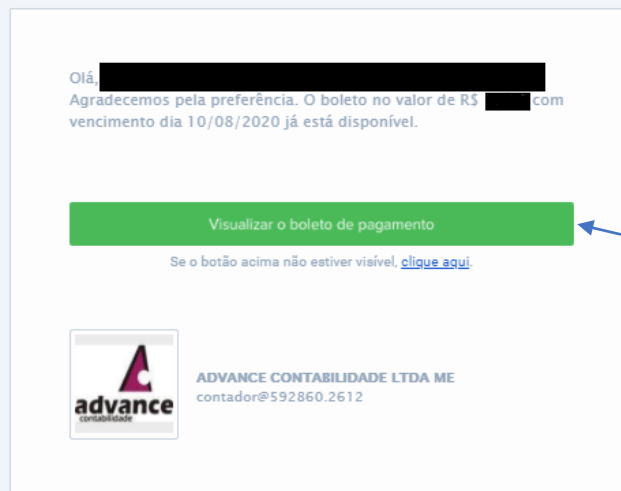 Olá,
Agradecemos pela preferência. O boleto no valor de R$ com
vencimento dia 10/08/2020 já está disponível.
Visualizar o boleto de pagamento
Se o botão acima não estiver visível, clique aqui.
advance
contabilidade
ADVANCE CONTABILIDADE LTDA ME
contador@592860.2612